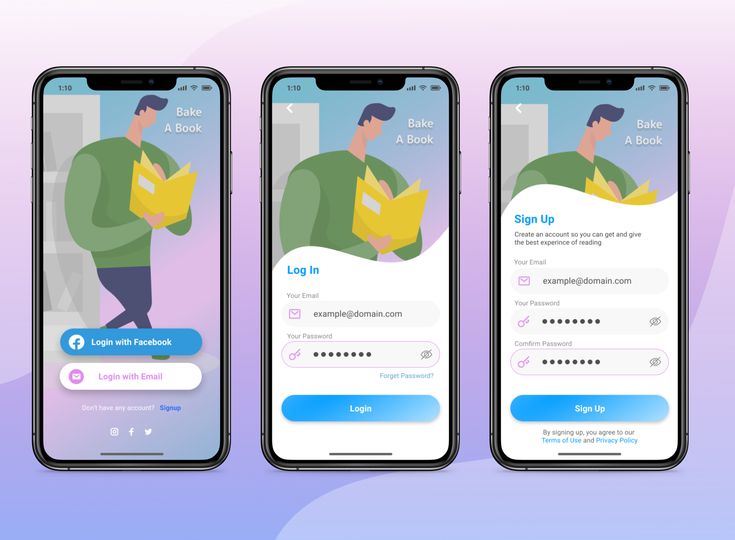 1:10
Bake
A Book
Login with Facebook
Login with Email
Don't have any account? Signup
1:10
Bake
A Book
Log In
Your Email
example@domain.com
Your Password
Forget Password?
Login
1:10
Bake
A Book
Sign Up
Create an account so you can get and give
the best experince of reading
Your Email
example@domain.com
Your Password
Comfirm Password
Sign Up
By signing up, you agree to our
Terms of Use and Privacy Policy